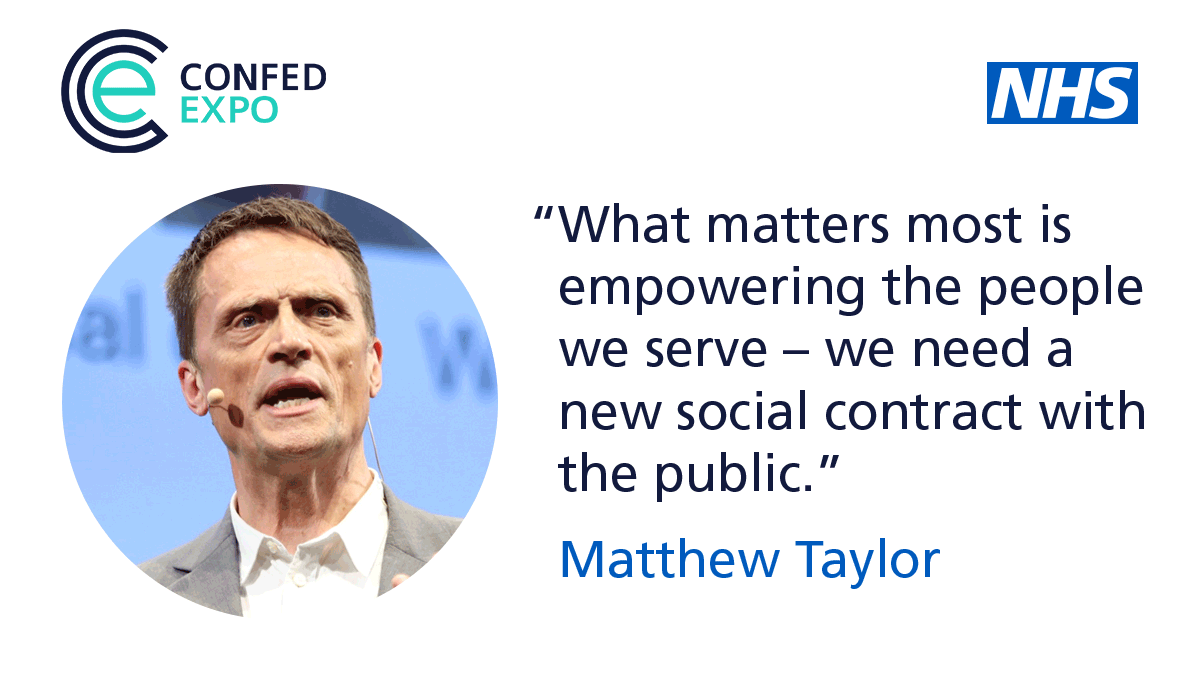 CONFED
EXPO
NHS
“What matters most is
empowering the people
we serve – we need a
new social contract with
the public.”
Matthew Taylor
al
W